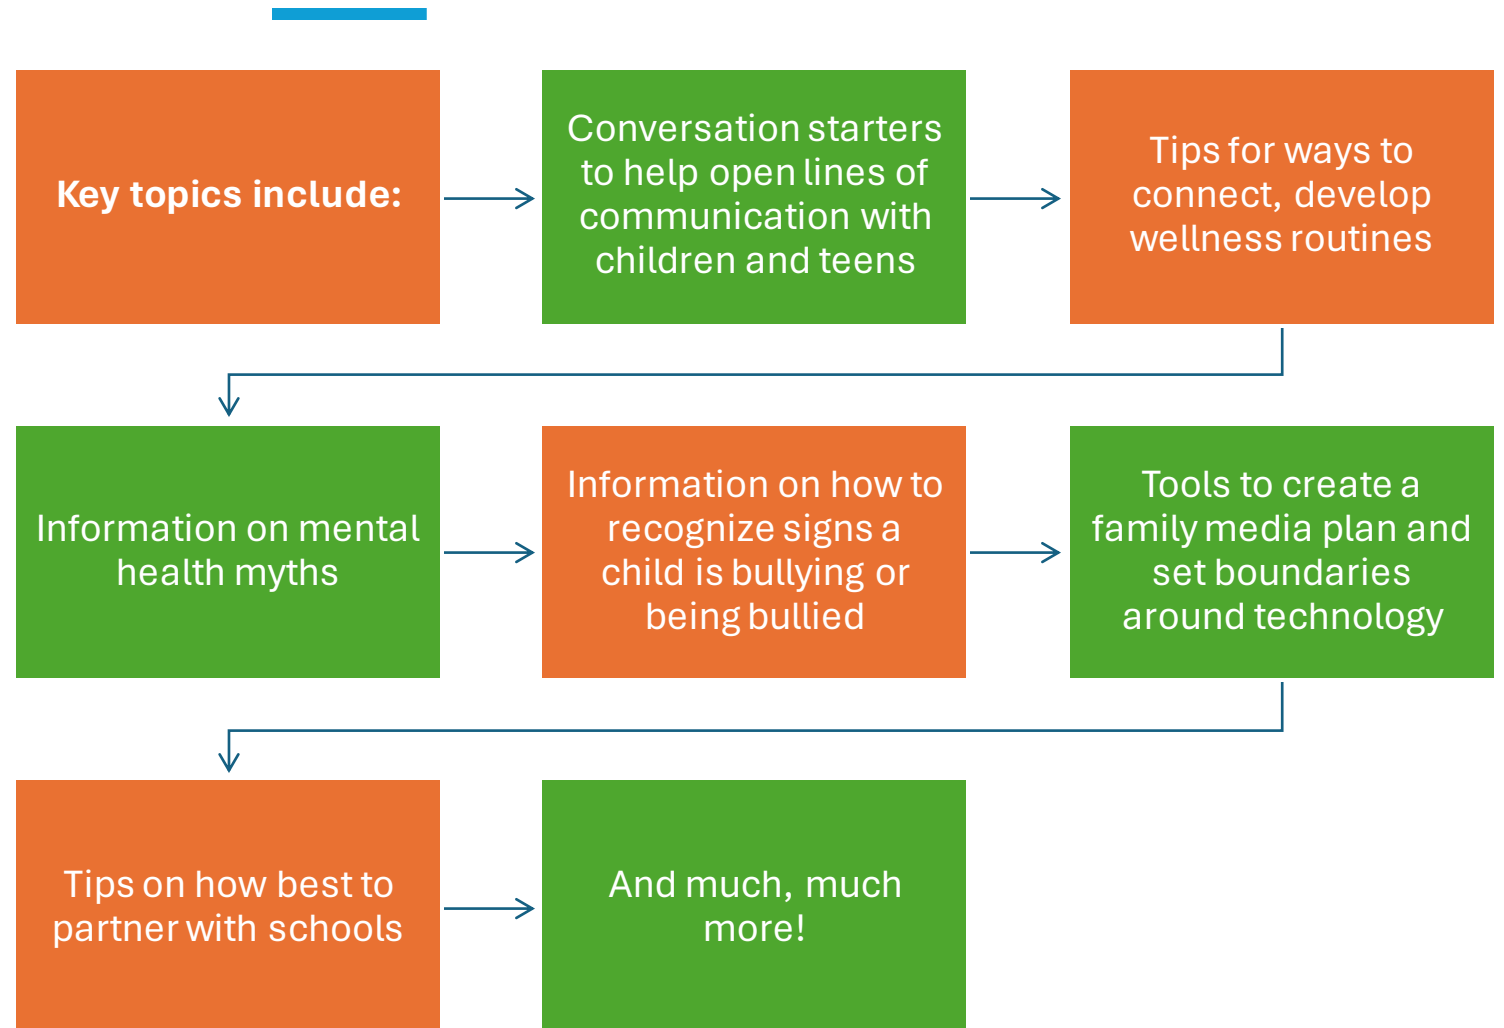 Key topics include:
Conversation starters
to help open lines of
communication with
children and teens
Tips for ways to
connect, develop
wellness routines
Information on mental
health myths
Information on how to
recognize signs a
child is bullying or
being bullied
Tools to create a
family media plan and
set boundaries
around technology
Tips on how best to
partner with schools
And much, much
more!